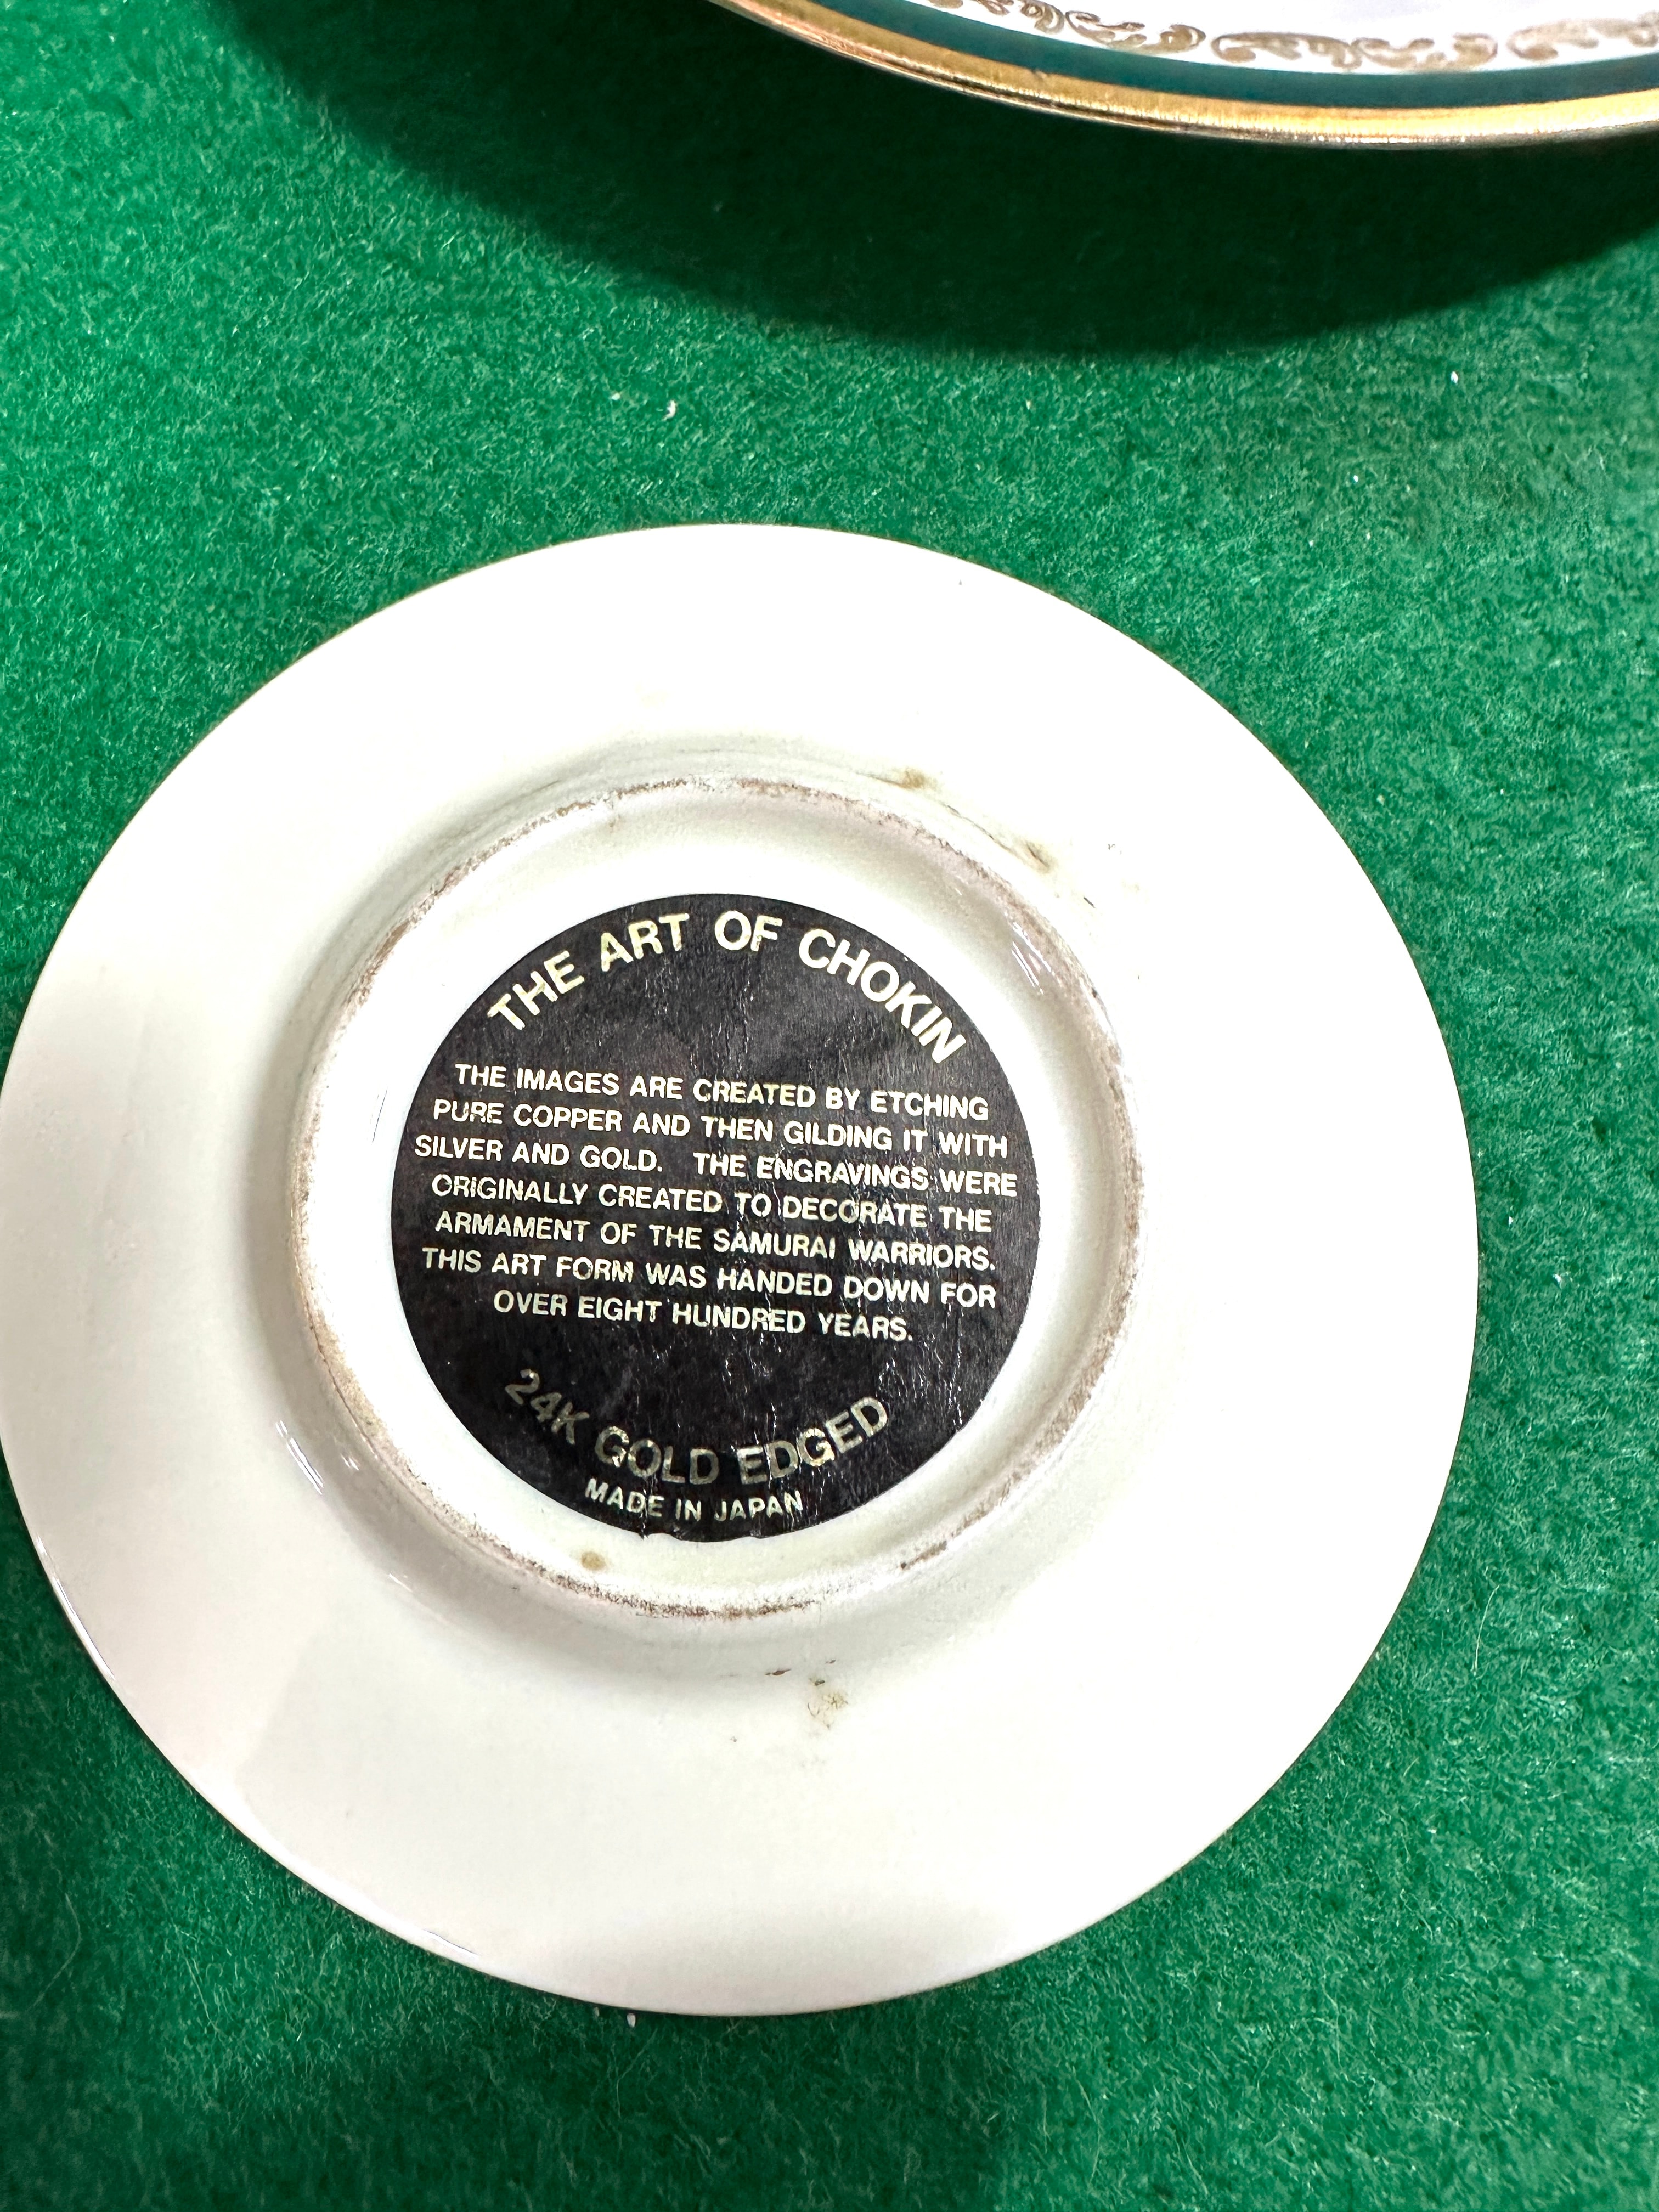 THE ART OF CHOKIN
THE IMAGES ARE CREATED BY ETCHING
PURE COPPER AND THEN GILDING IT WITH
SILVER AND GOLD. THE ENGRAVINGS WERE
ORIGINALLY CREATED TO DECORATE THE
ARMAMENT OF THE SAMURAI WARRIORS.
THIS ART FORM WAS HANDED DOWN FOR
OVER EIGHT HUNDRED YEARS.
24K GOLD EDGED
MADE IN JAPAN